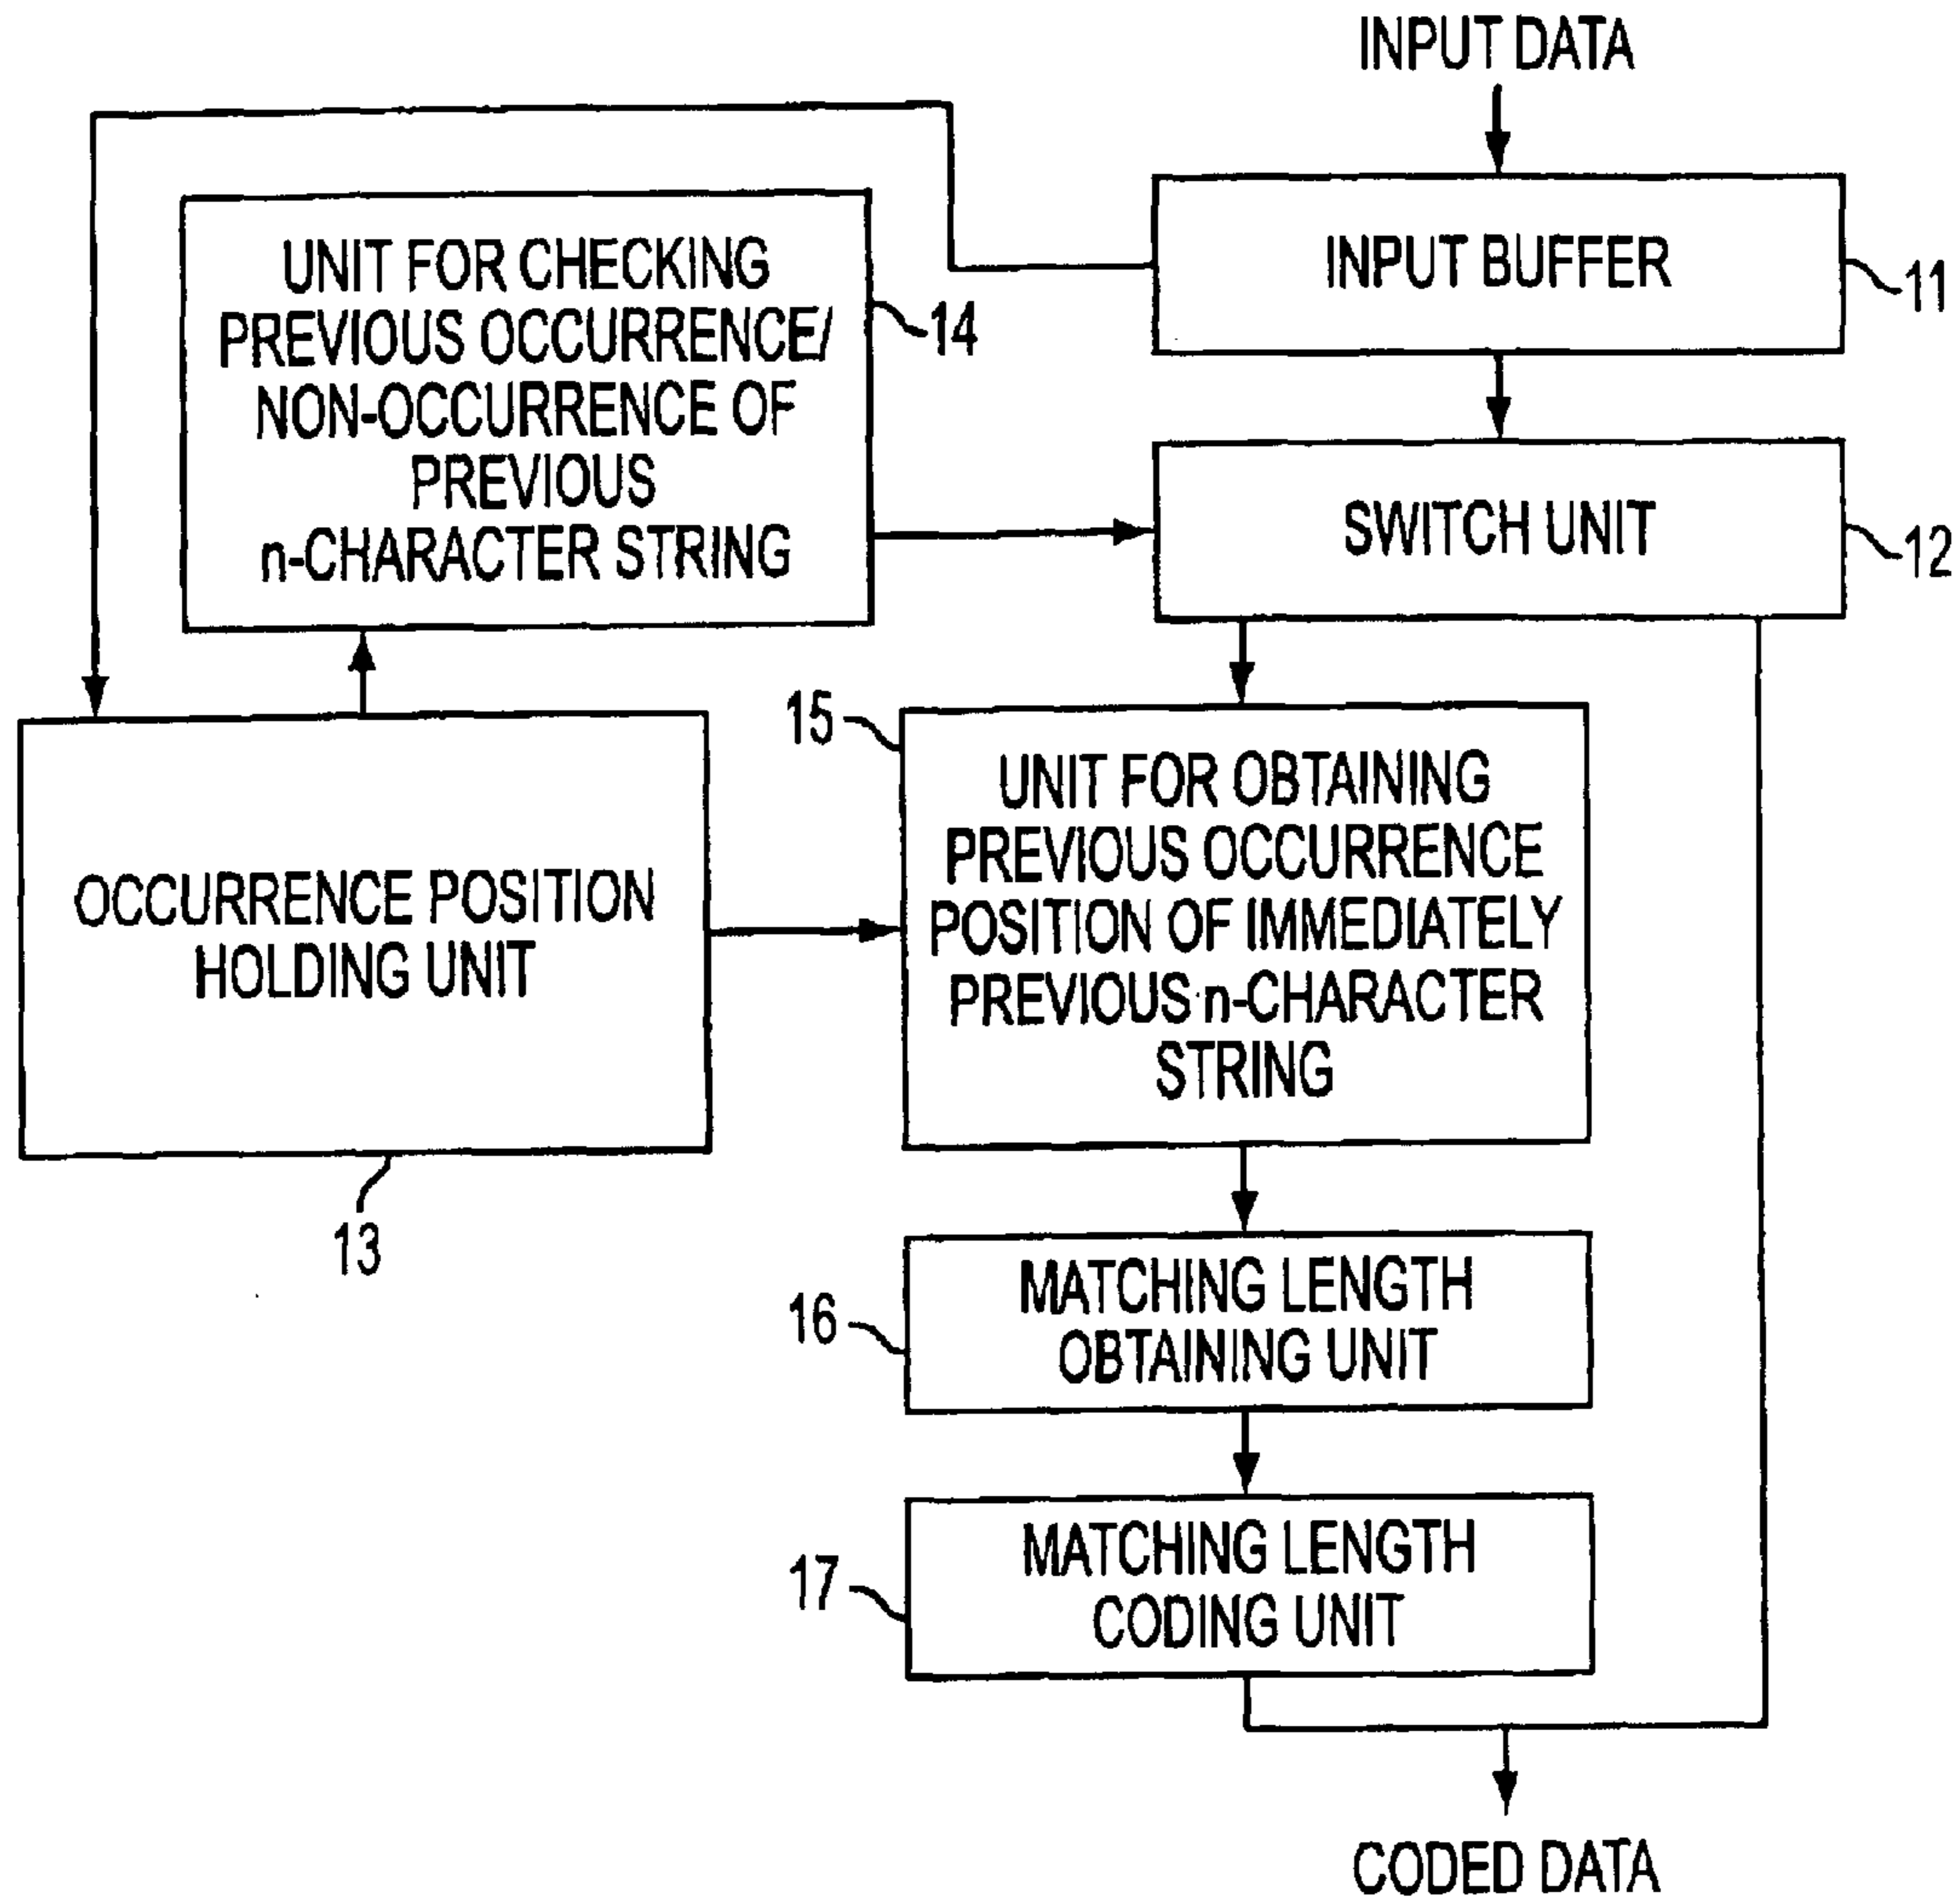 INPUT DATA
INPUT BUFFER
11
UNIT FOR CHECKING
PREVIOUS OCCURRENCE/
NON-OCCURRENCE OF
PREVIOUS
n-CHARACTER STRING
14
SWITCH UNIT
12
OCCURRENCE POSITION
HOLDING UNIT
13
15
UNIT FOR OBTAINING
PREVIOUS OCCURRENCE
POSITION OF IMMEDIATELY
PREVIOUS n-CHARACTER
STRING
16
MATCHING LENGTH
OBTAINING UNIT
17
MATCHING LENGTH
CODING UNIT
CODED DATA